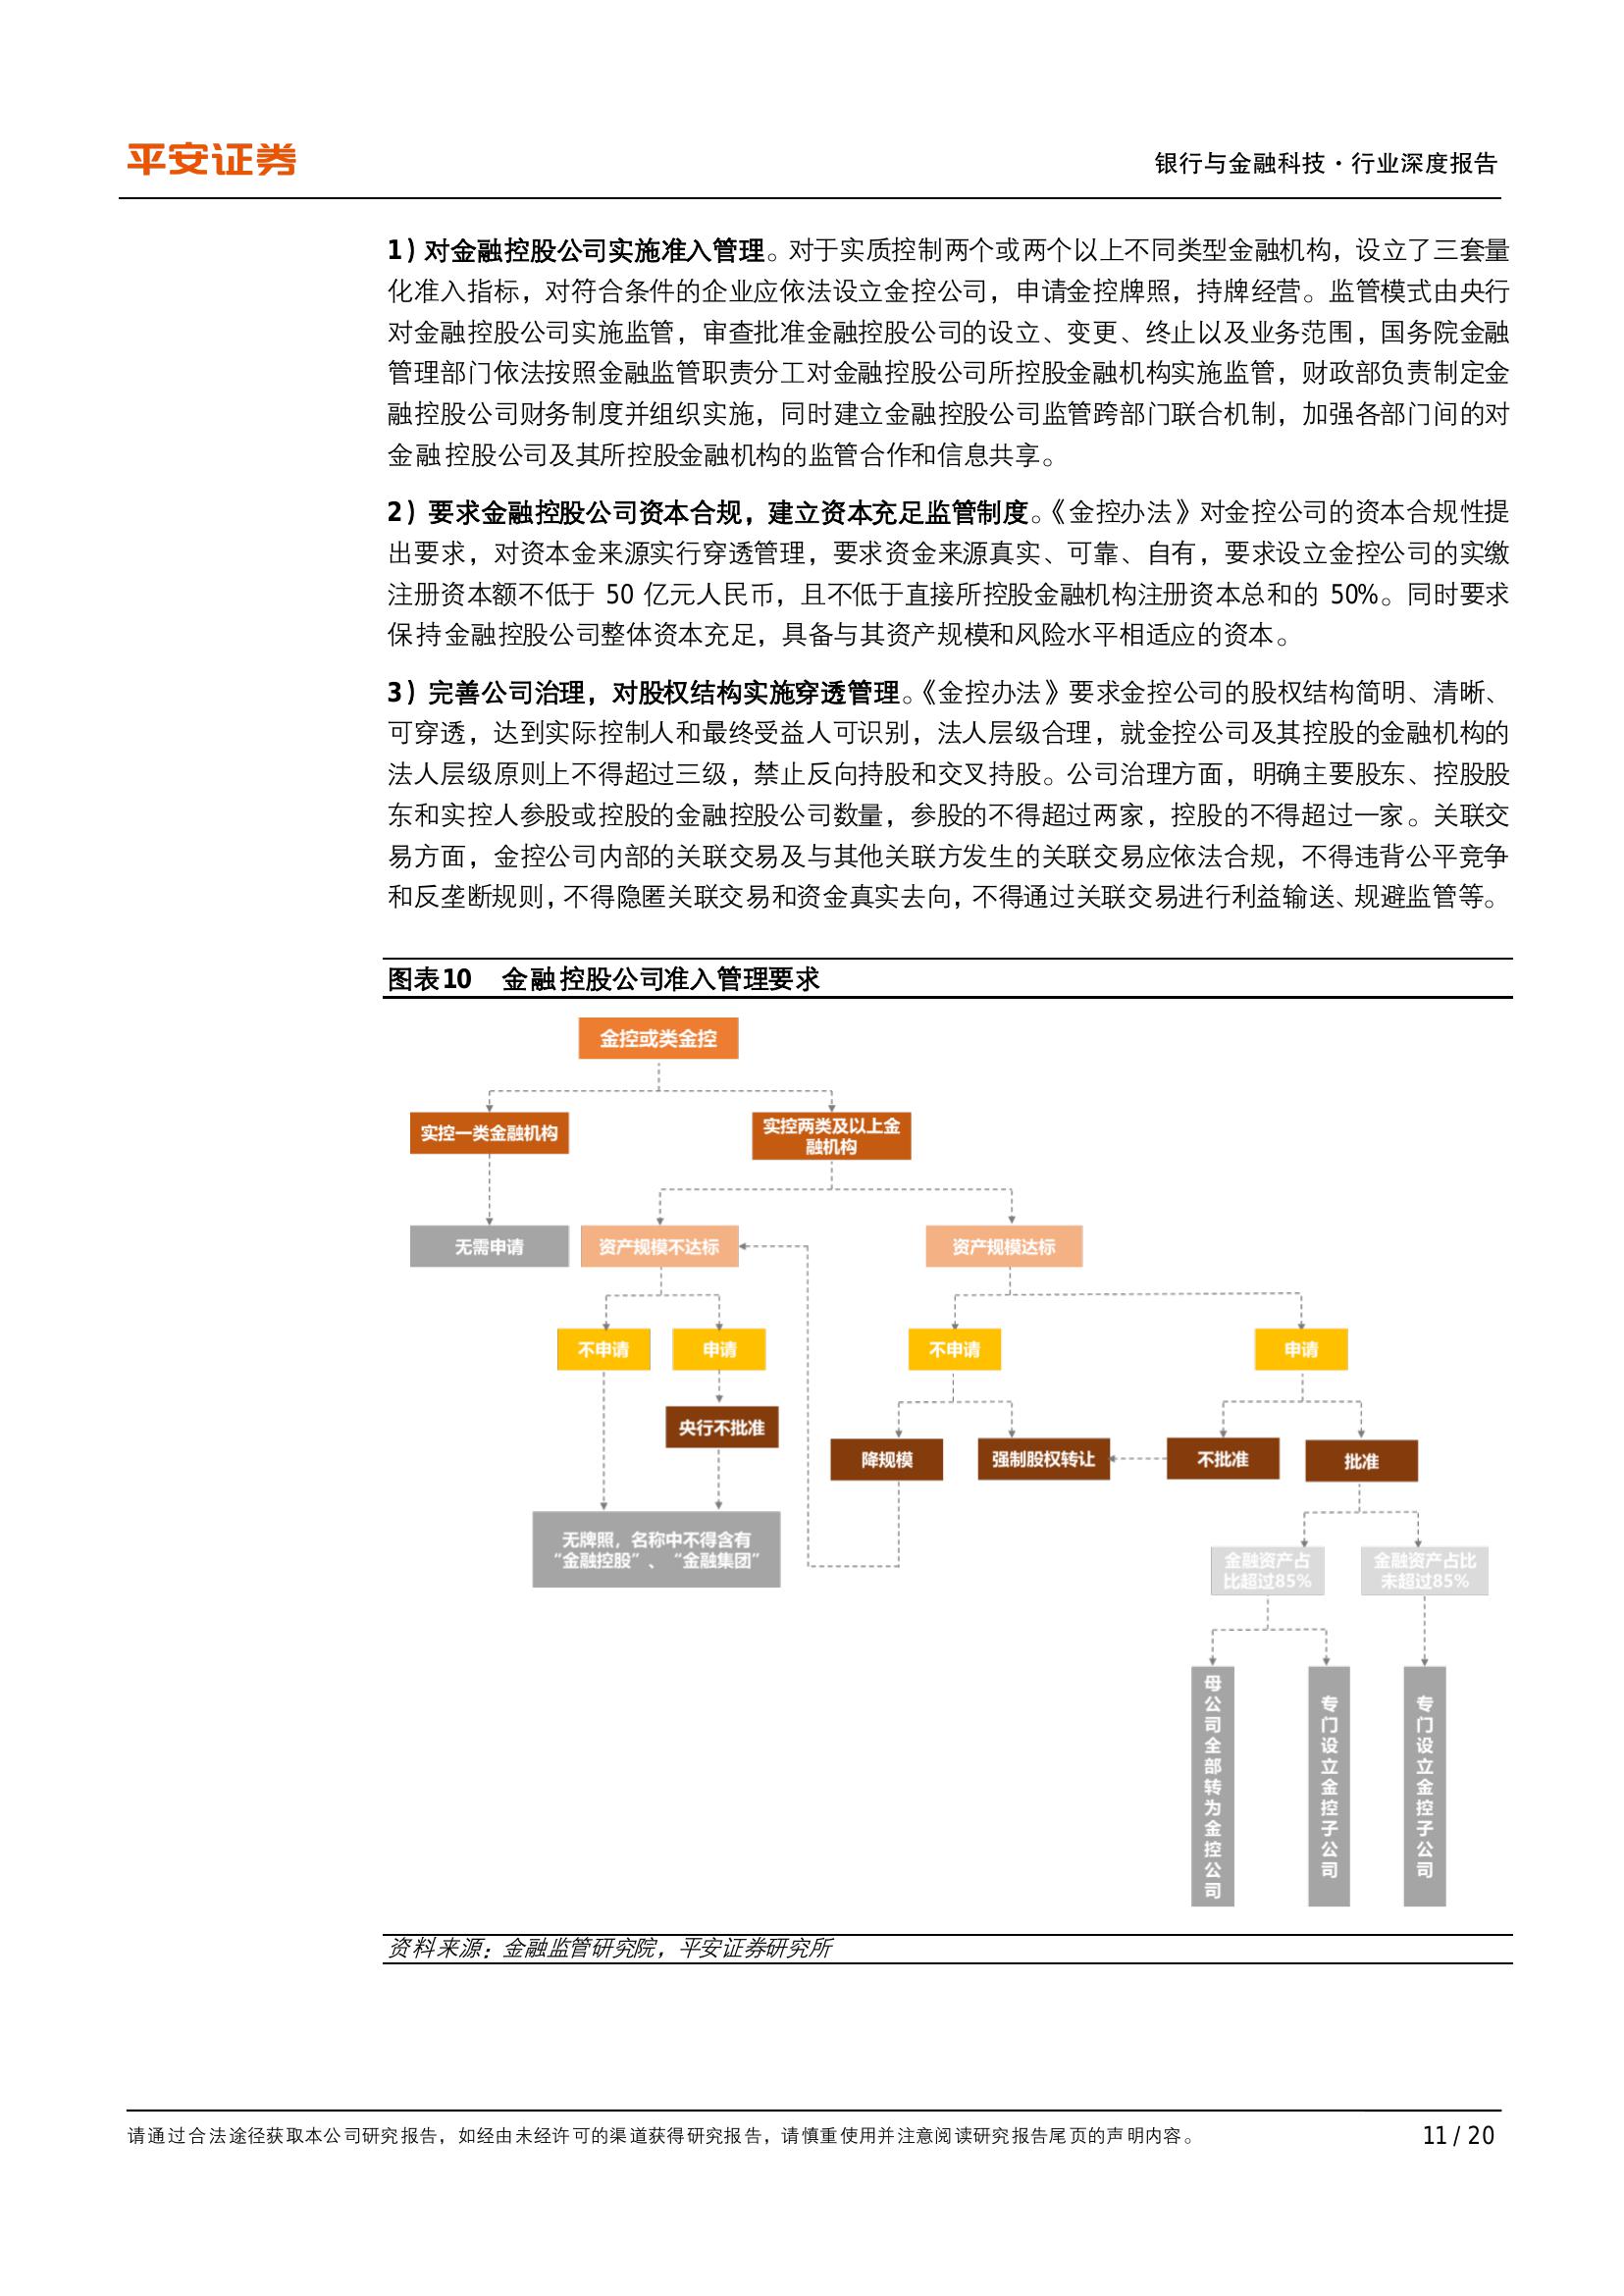 平安证券
银行与金融科技·行业深度报告
1)对金融控股公司实施准入管理。对于实质控制两个或两个以上不同类型金融机构，设立了三套量
化准入指标，对符合条件的企业应依法设立金控公司，申请金控牌照，持牌经营。监管模式由央行
对金融控股公司实施监管，审查批准金融控股公司的设立、变更、终止以及业务范围，国务院金融
管理部门依法按照金融监管职责分工对金融控股公司所控股金融机构实施监管，财政部负责制定金
融控股公司财务制度并组织实施，同时建立金融控股公司监管跨部门联合机制，加强各部门间的对
金融控股公司及其所控股金融机构的监管合作和信息共享。
2)要求金融控股公司资本合规，建立资本充足监管制度。《金控办法》对金控公司的资本合规性提
出要求，对资本金来源实行穿透管理，要求资金来源真实、可靠、自有，要求设立金控公司的实缴
注册资本额不低于 50 亿元人民币，且不低于直接所控股金融机构注册资本总和的 50%。同时要求
保持金融控股公司整体资本充足，具备与其资产规模和风险水平相适应的资本。
3)完善公司治理，对股权结构实施穿透管理。《金控办法》要求金控公司的股权结构简明、清晰、
可穿透，达到实际控制人和最终受益人可识别，法人层级合理，就金控公司及其控股的金融机构的
法人层级原则上不得超过三级，禁止反向持股和交叉持股。公司治理方面，明确主要股东、控股股
东和实控人参股或控股的金融控股公司数量，参股的不得超过两家，控股的不得超过一家。关联交
易方面，金控公司内部的关联交易及与其他关联方发生的关联交易应依法合规，不得违背公平竞争
和反垄断规则，不得隐匿关联交易和资金真实去向，不得通过关联交易进行利益输送、规避监管等。
图表10 金融控股公司准入管理要求
金控或类金控
实控一类金融机构
实控两类及以上金
融机构
无需申请
资产规模不达标
资产规模达标
不申请
申请
不申请
申请
央行不批准
降规模
强制股权转让
不批准
批准
无牌照，名称中不得含有
“金融控股”、“金融集团”
金融资产占
比超过85%
金融资产占比
未超过85%
母公司全部转为金控公司
专门设立金控子公司
专门设立金控子公司
资料来源：金融监管研究院，平安证券研究所
请通过合法途径获取本公司研究报告，如经由未经许可的渠道获得研究报告，请慎重使用并注意阅读研究报告尾页的声明内容。
11 / 20